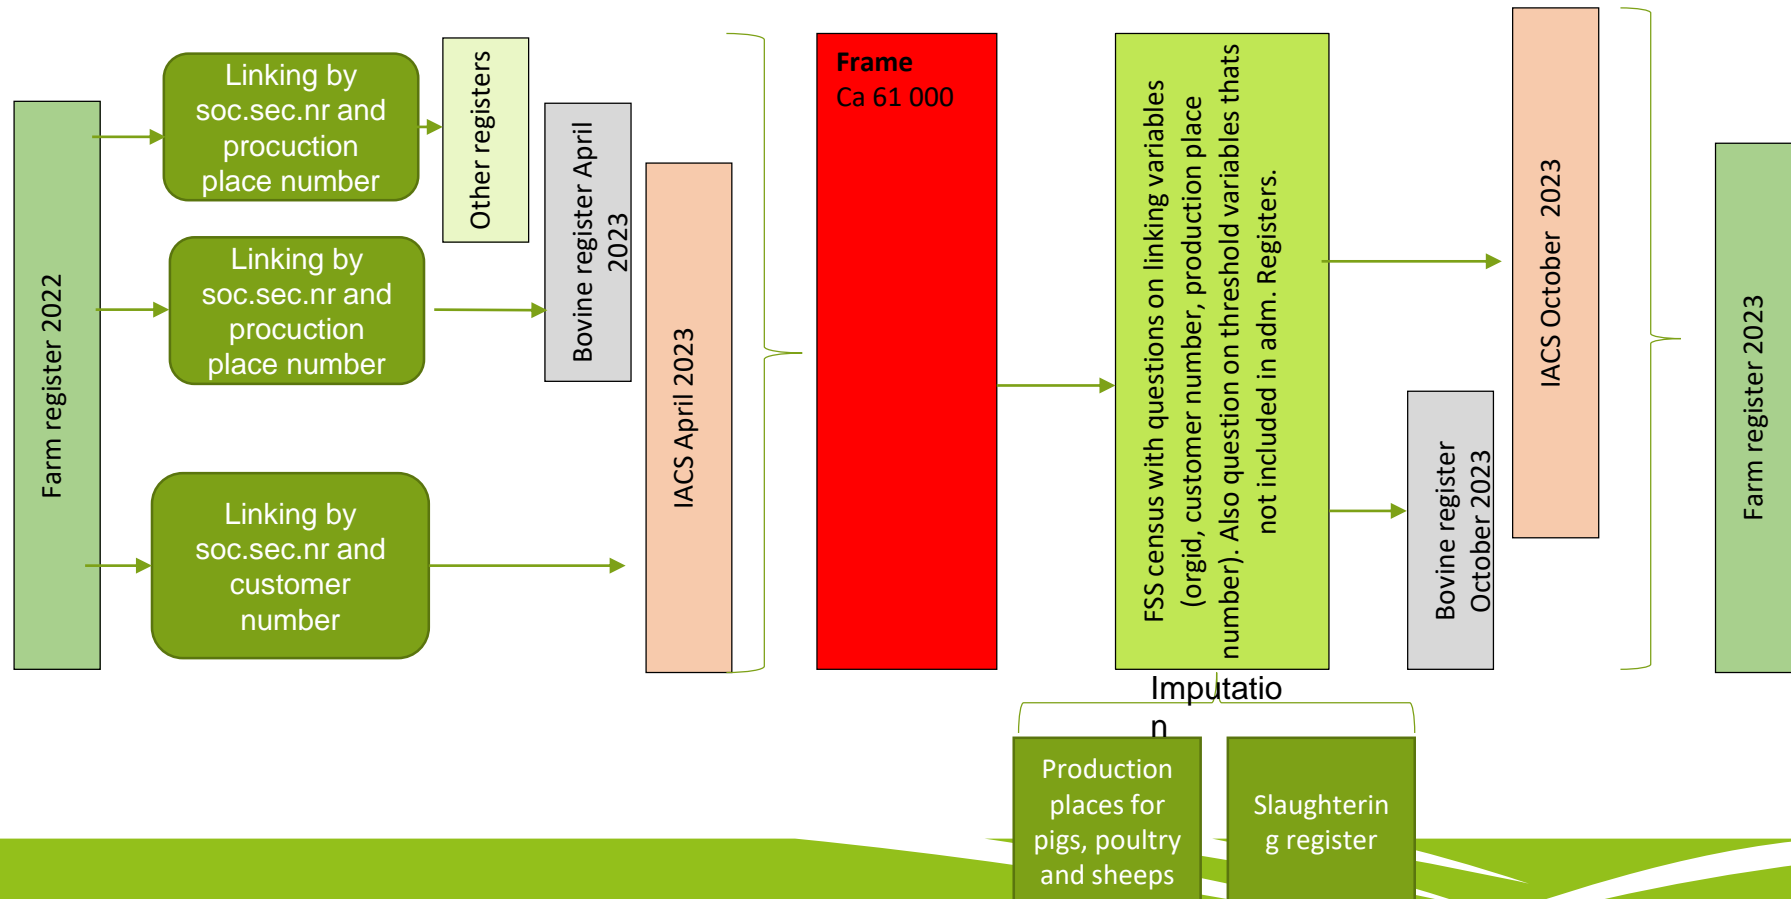 Farm register 2022
Linking by
soc.sec.nr and
procuction
place number
Linking by
soc.sec.nr and
procuction
place number
Linking by
soc.sec.nr and
customer
number
Other registers
Bovine register April
2023
IACS April 2023
Frame
Ca 61 000
FSS census with questions on linking variables
(orgid, customer number, production place
number). Also question on threshold variables thats
not included in adm. Registers.
Imputatio
n
Production
places for
pigs, poultry
and sheeps
Slaughterin
g register
Bovine register
October 2023
IACS October  2023
Farm register 2023